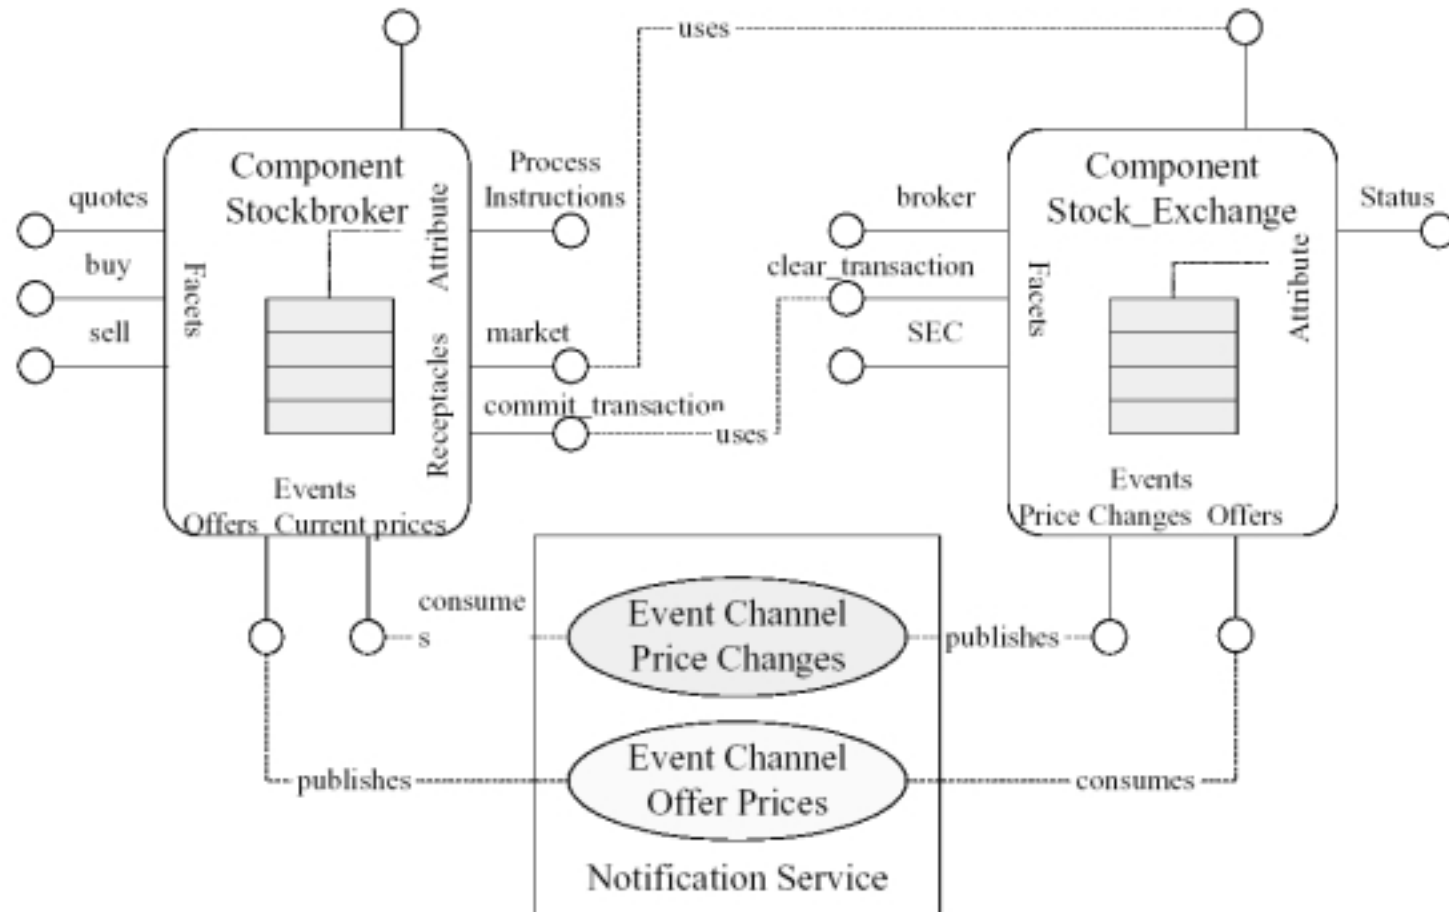 uses
Component
Stockbroker
Process
Instructions
Attribute
quotes
buy
sell
Facets
market
Receptacles
commit_transaction
uses
Events
Offers Current prices
Component
Stock_Exchange
Status
broker
clear_transaction
SEC
Facets
Attribute
Events
Price Changes Offers
consume
s
Event Channel
Price Changes
publishes
publishes
Event Channel
Offer Prices
consumes
Notification Service